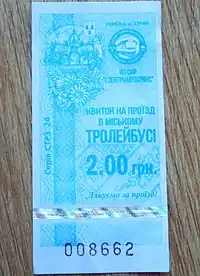 УКРАЇНА м. СУМИ
КП СМР
"ЕЛЕКТРОАВТОТРАНС"
КВИТОК НА ПРОЇЗД
В МІСЬКОМУ
ТРОЛЕЙБУСІ
2.00 грн.
Дякуємо за проїзд!
Серія СТРЗ 24
008662